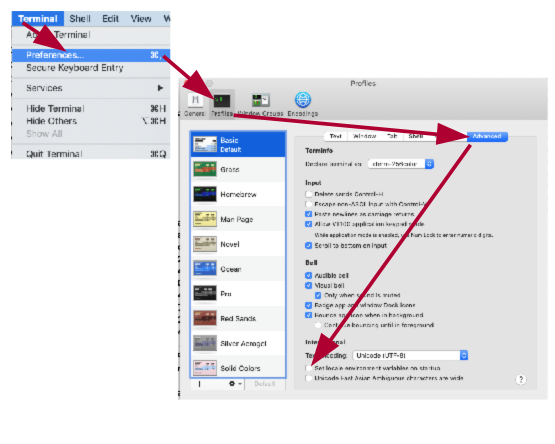 Terminal Shell Edit View
Terminal
Preferences...
Secure Keyboard Entry
Services
Hide Terminal ⌘H
Hide Others ⌥⌘H
Show All
Quit Terminal ⌘Q
Profiles
General Profiles Window Groups Encodings
Basic
Default
Grass
Homebrew
Man Page
Novel
Ocean
Pro
Red Sands
Silver Aerogel
Solid Colors
Default
Text Window Shell Advanced
Terminfo
Declare terminal as: xterm-256color
Input
Delete sends Control-H
Escape non-ASCII input with
Paste newlines as carriage returns
Allow VT100 application keypad mode
While application mode is enabled, use Num Lock to enter numeric digits.
Scroll to bottom on input
Bell
Audible bell
Visual bell
Only when sound is muted
Badge app and window Dock icons
Bounce app icon when in background
Continue bouncing until in foreground
Text encoding: Unicode (UTF-8)
Set locale environment variables on startup
Unicode East Asian Ambiguous characters are wide
?